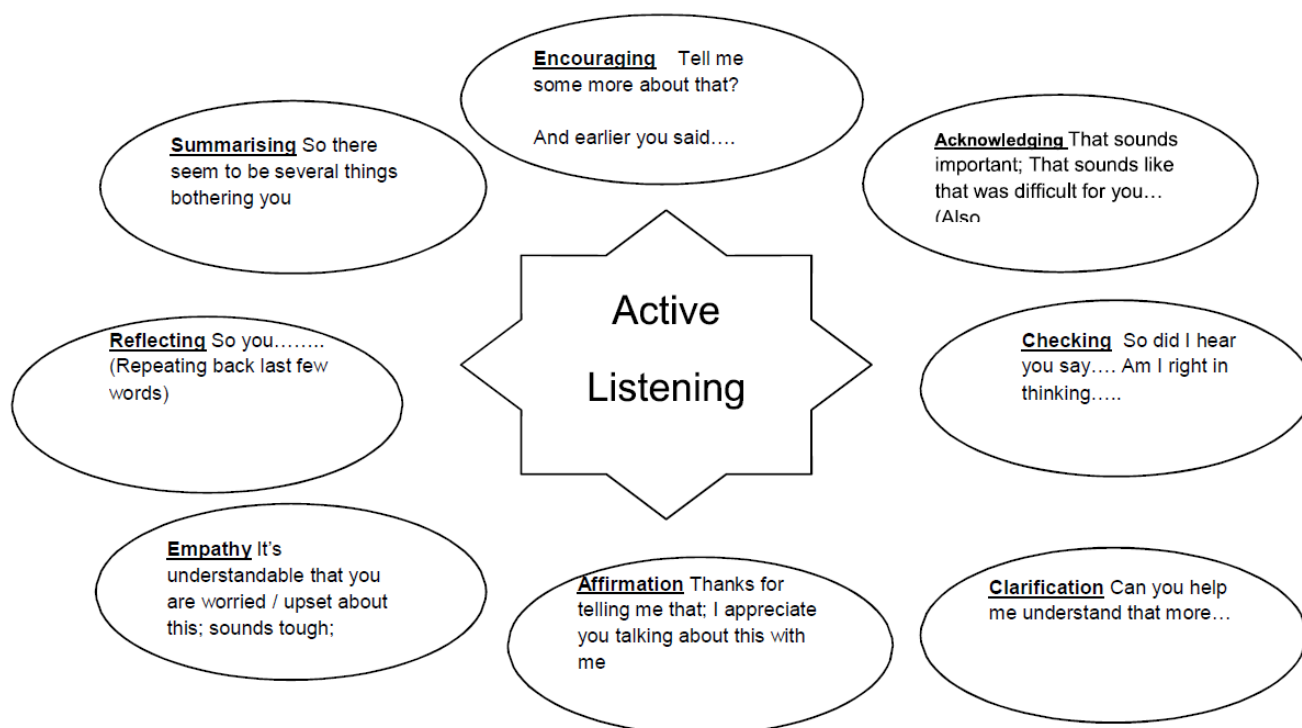 Encouraging Tell me
some more about that?
And earlier you said….
Summarising So there
seem to be several things
bothering you
Acknowledging That sounds
important; That sounds like
that was difficult for you…
(Also
Active
Listening
Reflecting So you……..
(Repeating back last few
words)
Checking So did I hear
you say…. Am I right in
thinking…..
Empathy It's
understandable that you
are worried / upset about
this; sounds tough;
Affirmation Thanks for
telling me that; I appreciate
you talking about this with
me
Clarification Can you help
me understand that more…